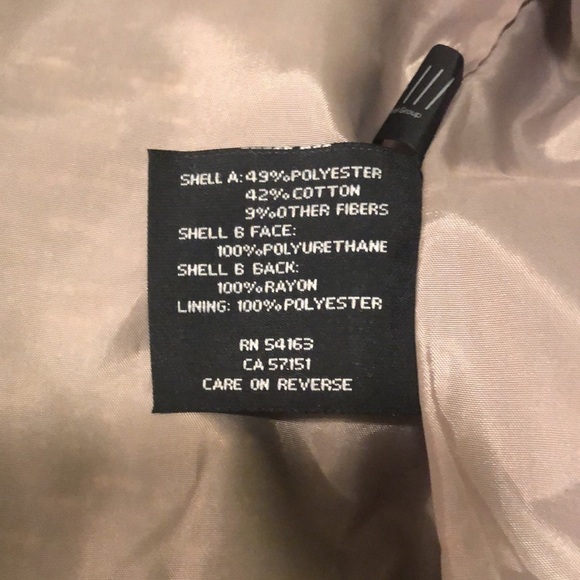 SHELL A: 49%POLYESTER
42%COTTON
9%OTHER FIBERS
SHELL B FACE:
100%POLYURETHANE
SHELL B BACK:
100%RAYON
LINING: 100%POLYESTER
RN 54163
CA 57151
CARE ON REVERSE
Group